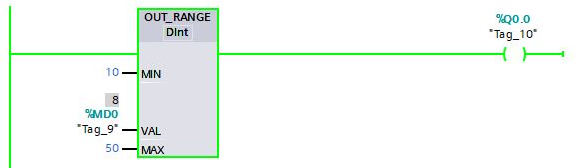 OUT_RANGE
DInt
%Q0.0
"Tag_10"
10 MIN
8
%MD0
"Tag_9" VAL
50 MAX